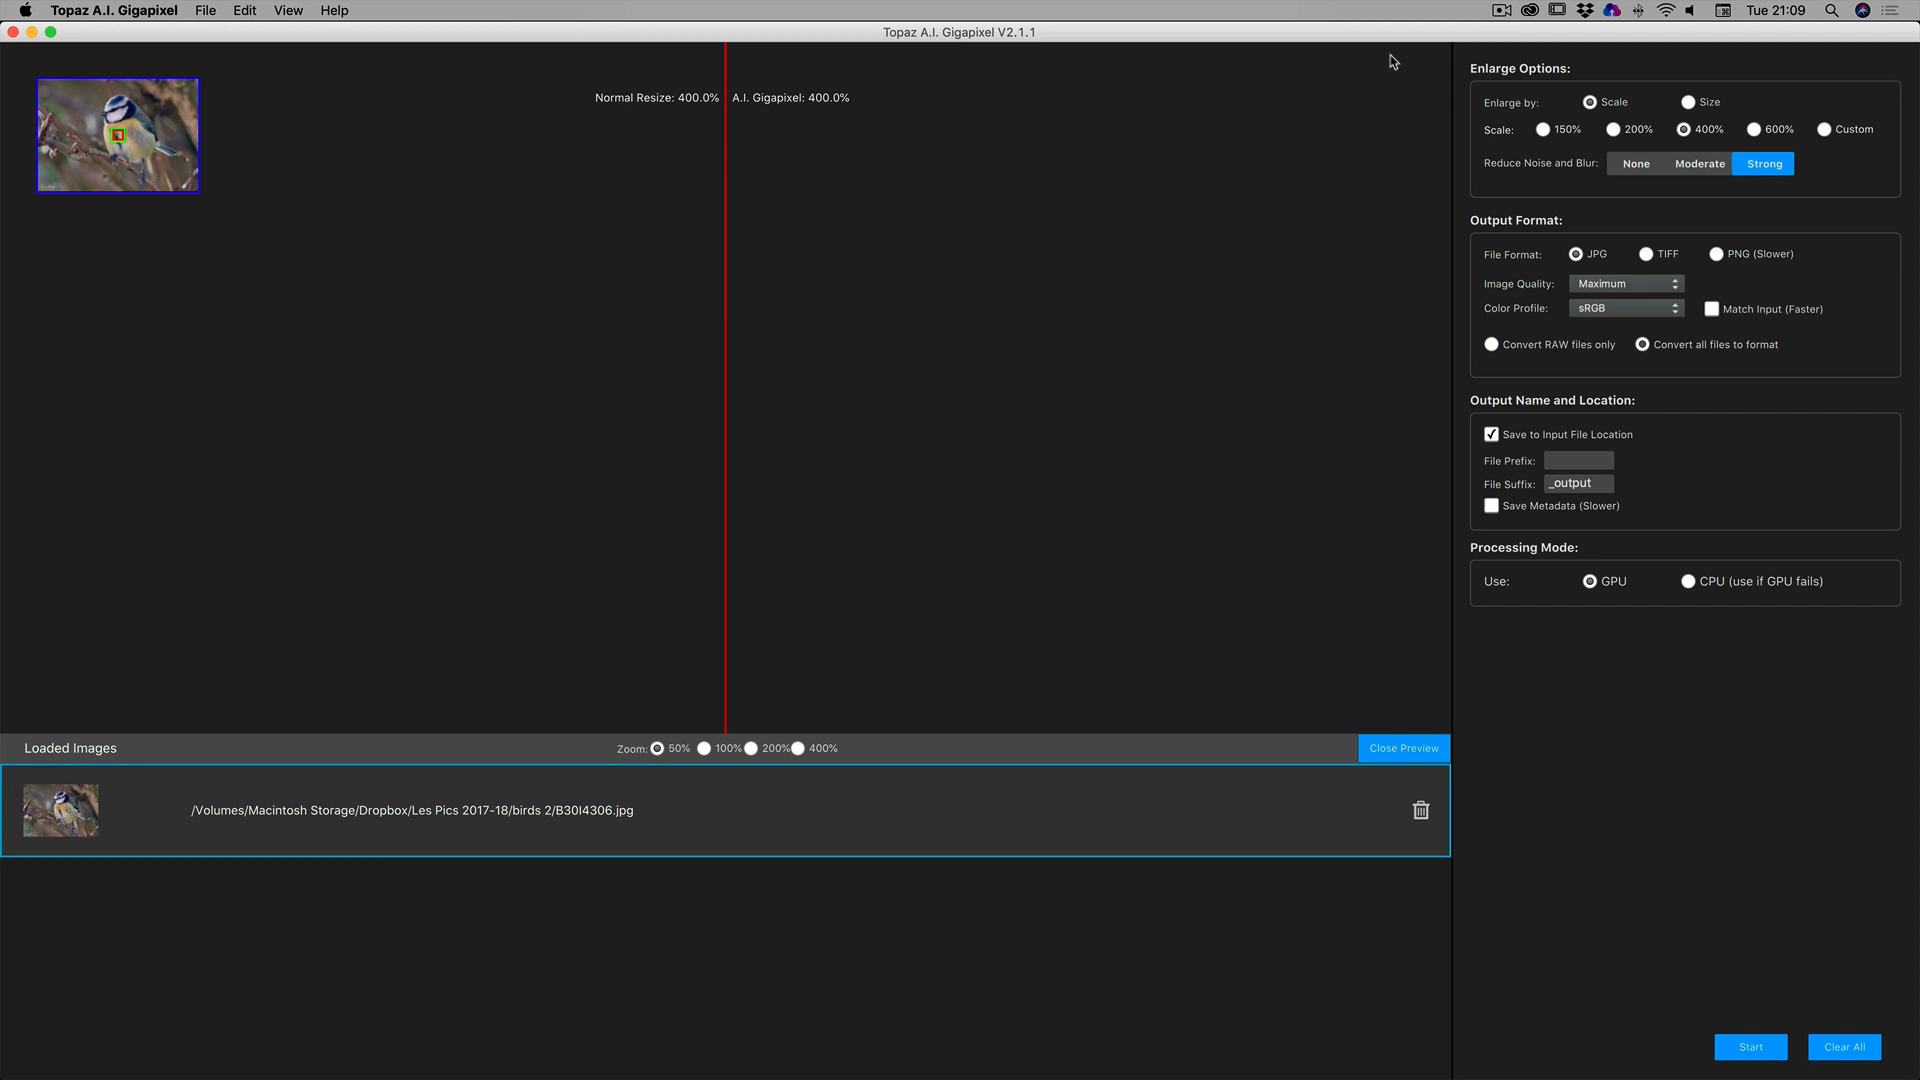 Topaz A.I. Gigapixel File Edit View Help Tue 21:09
Topaz A.I. Gigapixel V2.1.1
Normal Resize: 400.0% A.I. Gigapixel: 400.0%
Enlarge Options:
Enlarge by: Scale Size
Scale: 150% 200% 400% 600% Custom
Reduce Noise and Blur: None Moderate Strong
Output Format:
File Format: JPG TIFF PNG (Slower)
Image Quality: Maximum
Color Profile: sRGB Match Input (Faster)
Convert RAW files only Convert all files to format
Output Name and Location:
Save to Input File Location
File Prefix:
File Suffix: _output
Save Metadata (Slower)
Processing Mode:
Use: GPU CPU (use if GPU fails)
Loaded Images Zoom: 50% 100% 200% 400% Close Preview
/Volumes/Macintosh Storage/Dropbox/Les Pics 2017-18/birds 2/B30I4306.jpg
Start Clear All